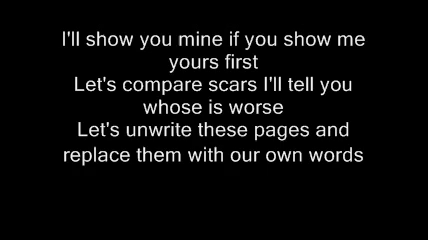 I'll show you mine if you show me
yours first
Let's compare scars I'll tell you
whose is worse
Let's unwrite these pages and
replace them with our own words